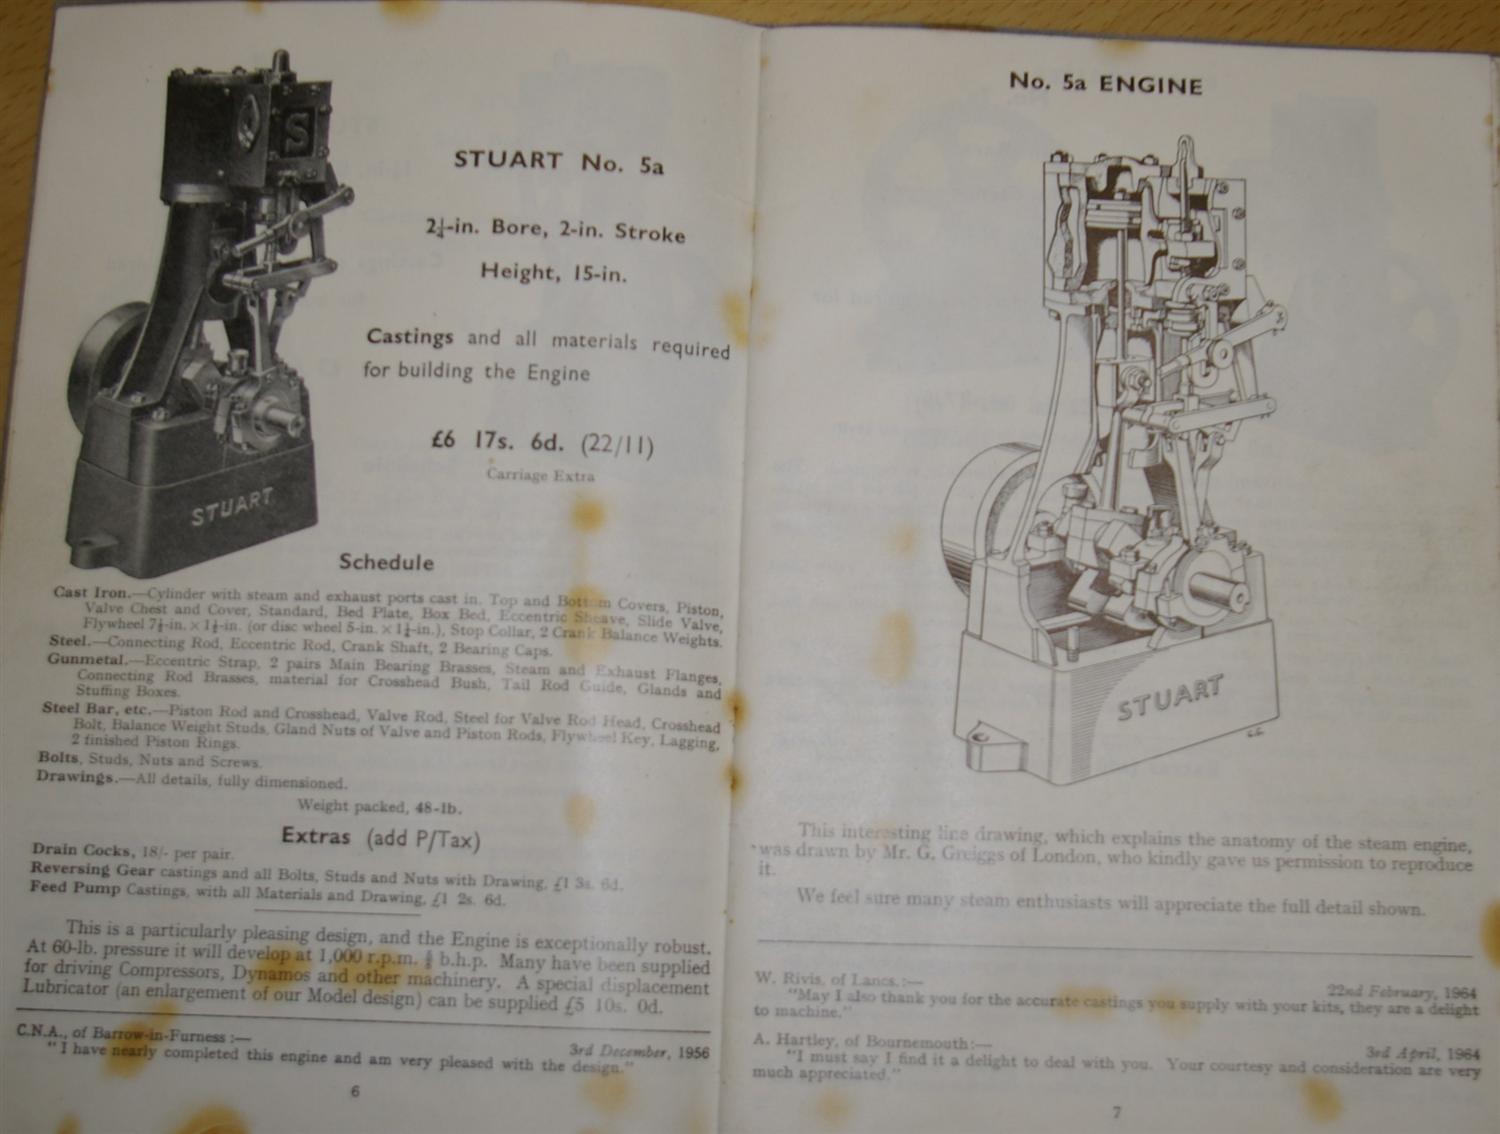 S
STUART
STUART No. 5a
2¼-in. Bore, 2-in. Stroke
Height, 15-in.
Castings and all materials required
for building the Engine
£6 17s. 6d. (22/11)
Carriage Extra
Schedule
Cast Iron.—Cylinder with steam and exhaust ports cast in. Top and Bottom Covers, Piston,
Valve Chest and Cover, Standard, Bed Plate, Box Bed, Eccentric Sheave, Slide Valve,
Flywheel 7½-in. × 1½-in. (or disc wheel 5-in. × 1½-in.), Stop Collar, 2 Crank Balance Weights.
Steel.—Connecting Rod, Eccentric Rod, Crank Shaft, 2 Bearing Caps.
Gunmetal.—Eccentric Strap, 2 pairs Main Bearing Brasses, Steam and Exhaust Flanges,
Connecting Rod Brasses, material for Crosshead Bush, Tail Rod Guide, Glands and
Stuffing Boxes.
Steel Bar, etc.—Piston Rod and Crosshead, Valve Rod, Steel for Valve Rod Head, Crosshead
Bolt, Balance Weight Studs, Gland Nuts of Valve and Piston Rods, Flywheel Key, Lagging,
2 finished Piston Rings.
Bolts, Studs, Nuts and Screws.
Drawings.—All details, fully dimensioned.
Weight packed, 48-lb.
Extras (add P/Tax)
Drain Cocks, 18/- per pair.
Reversing Gear castings and all Bolts, Studs and Nuts with Drawing, £1 3s. 6d.
Feed Pump Castings, with all Materials and Drawing, £1 2s. 6d.
This is a particularly pleasing design, and the Engine is exceptionally robust.
At 60-lb. pressure it will develop at 1,000 r.p.m. b.h.p. Many have been supplied
for driving Compressors, Dynamos and other machinery. A special displacement
Lubricator (an enlargement of our Model design) can be supplied £5 10s. 0d.
C.N.A., of Barrow-in-Furness :— 3rd December, 1956
"I have nearly completed this engine and am very pleased with the design."
6
No. 5a ENGINE
STUART
G.G.
This interesting line drawing, which explains the anatomy of the steam engine,
was drawn by Mr. G. Greiggs of London, who kindly gave us permission to reproduce
it.
We feel sure many steam enthusiasts will appreciate the full detail shown.
W. Rivis, of Lancs.:— 22nd February, 1964
"May I also thank you for the accurate castings you supply with your kits, they are a delight
to machine."
A. Hartley, of Bournemouth:— 3rd April, 1964
"I must say I find it a delight to deal with you. Your courtesy and consideration are very
much appreciated."
7